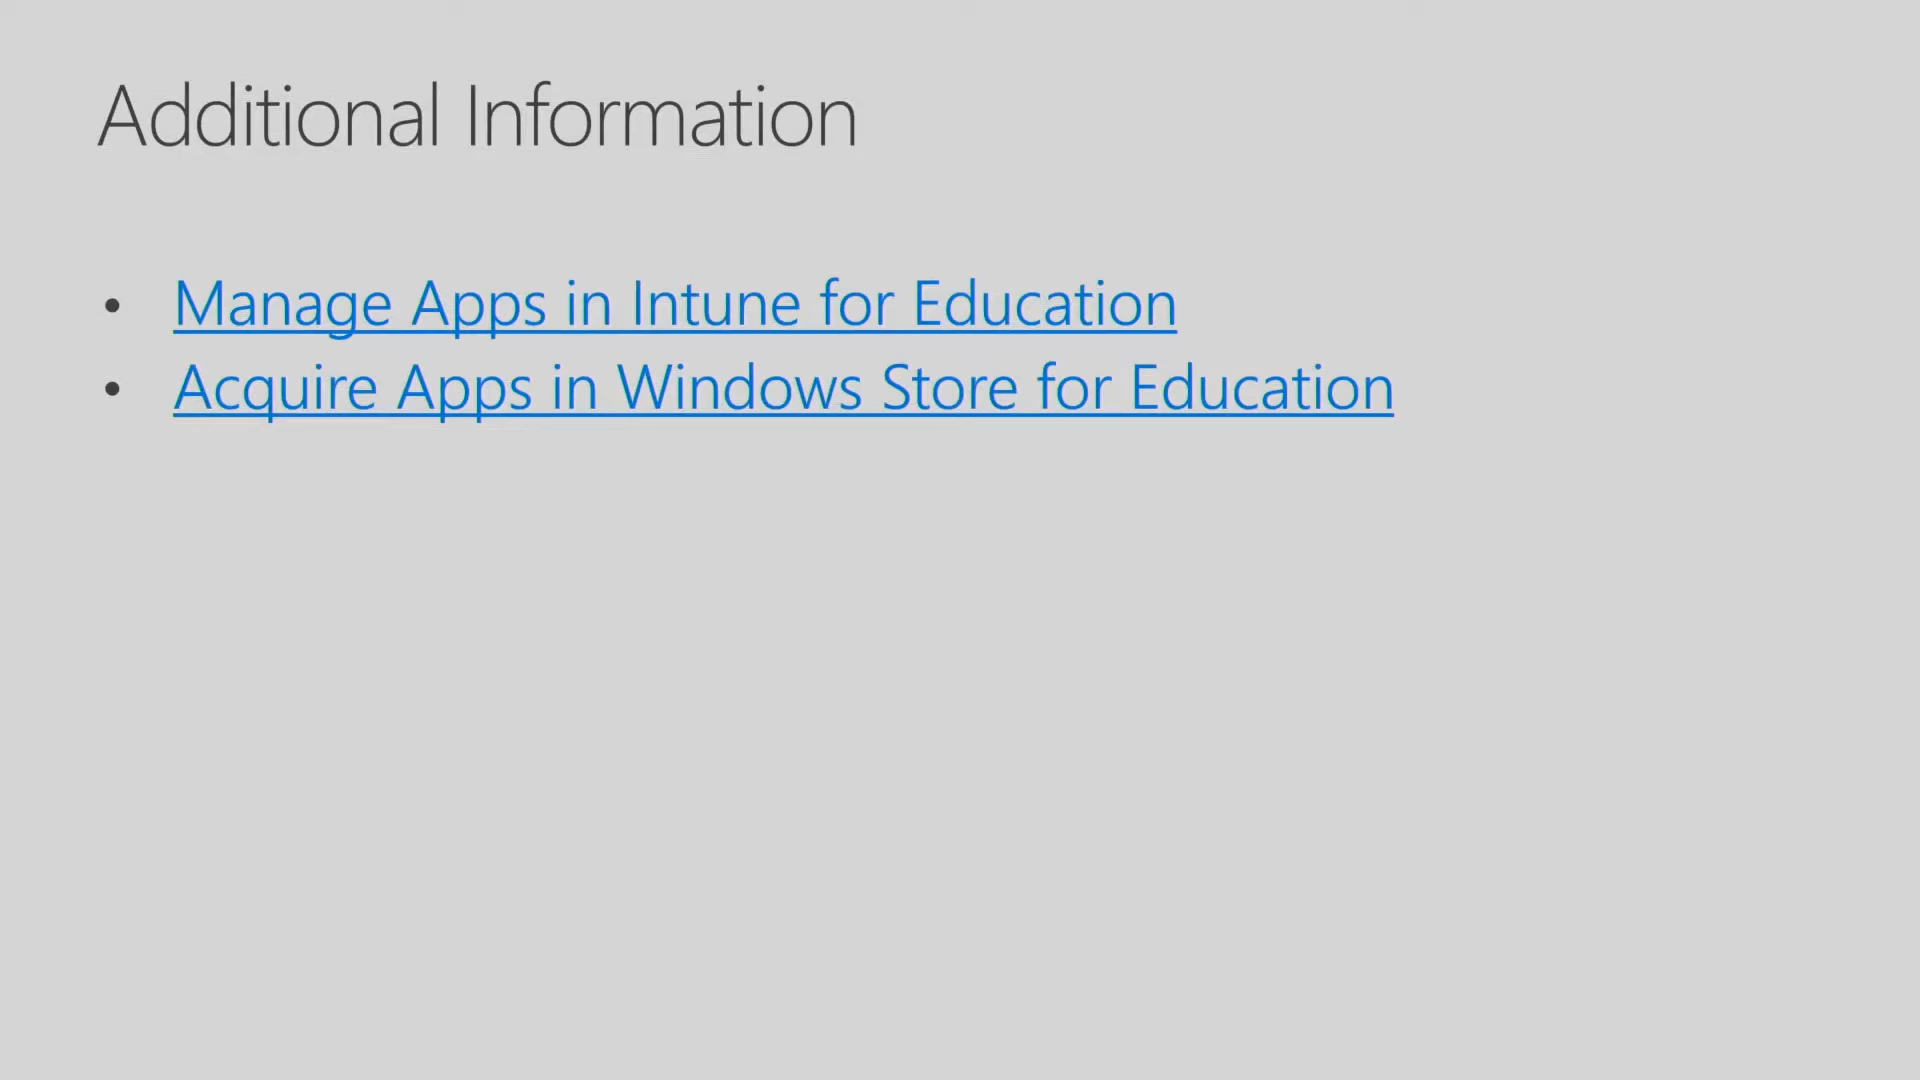 Additional Information
• Manage Apps in Intune for Education
• Acquire Apps in Windows Store for Education